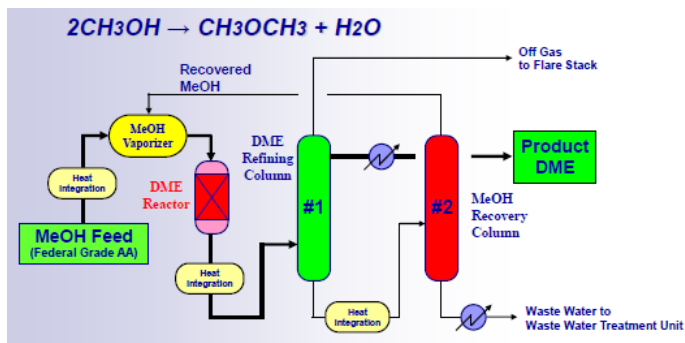 2CH3OH → CH3OCH3 + H2O
Off Gas
to Flare Stack
Recovered
MeOH
MeOH
Vaporizer
DME
Refining
Column
Product
DME
Heat
Integration
DME
Reactor
#1
#2
MeOH
Recovery
Column
MeOH Feed
(Federal Grade AA)
Heat
Integration
Heat
Integration
Waste Water to
Waste Water Treatment Unit